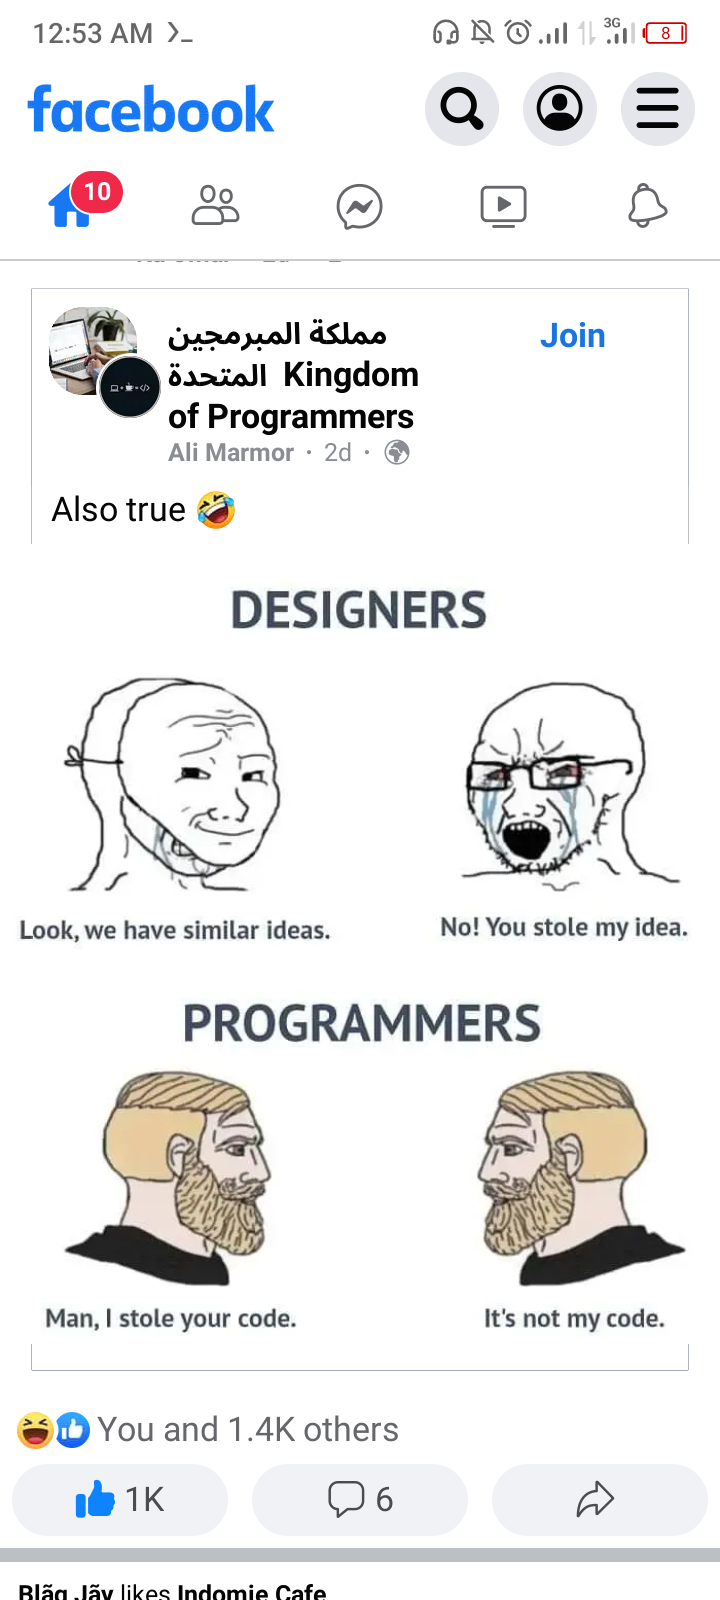 12:53 AM
3G
8
facebook
10
مملكة المبرمجين
المتحدة Kingdom
of Programmers
Join
Ali Marmor · 2d ·
Also true 🤣
DESIGNERS
Look, we have similar ideas.
No! You stole my idea.
PROGRAMMERS
Man, I stole your code.
It's not my code.
You and 1.4K others
1K
6
Blãq Jãy likes Indomie Cafe